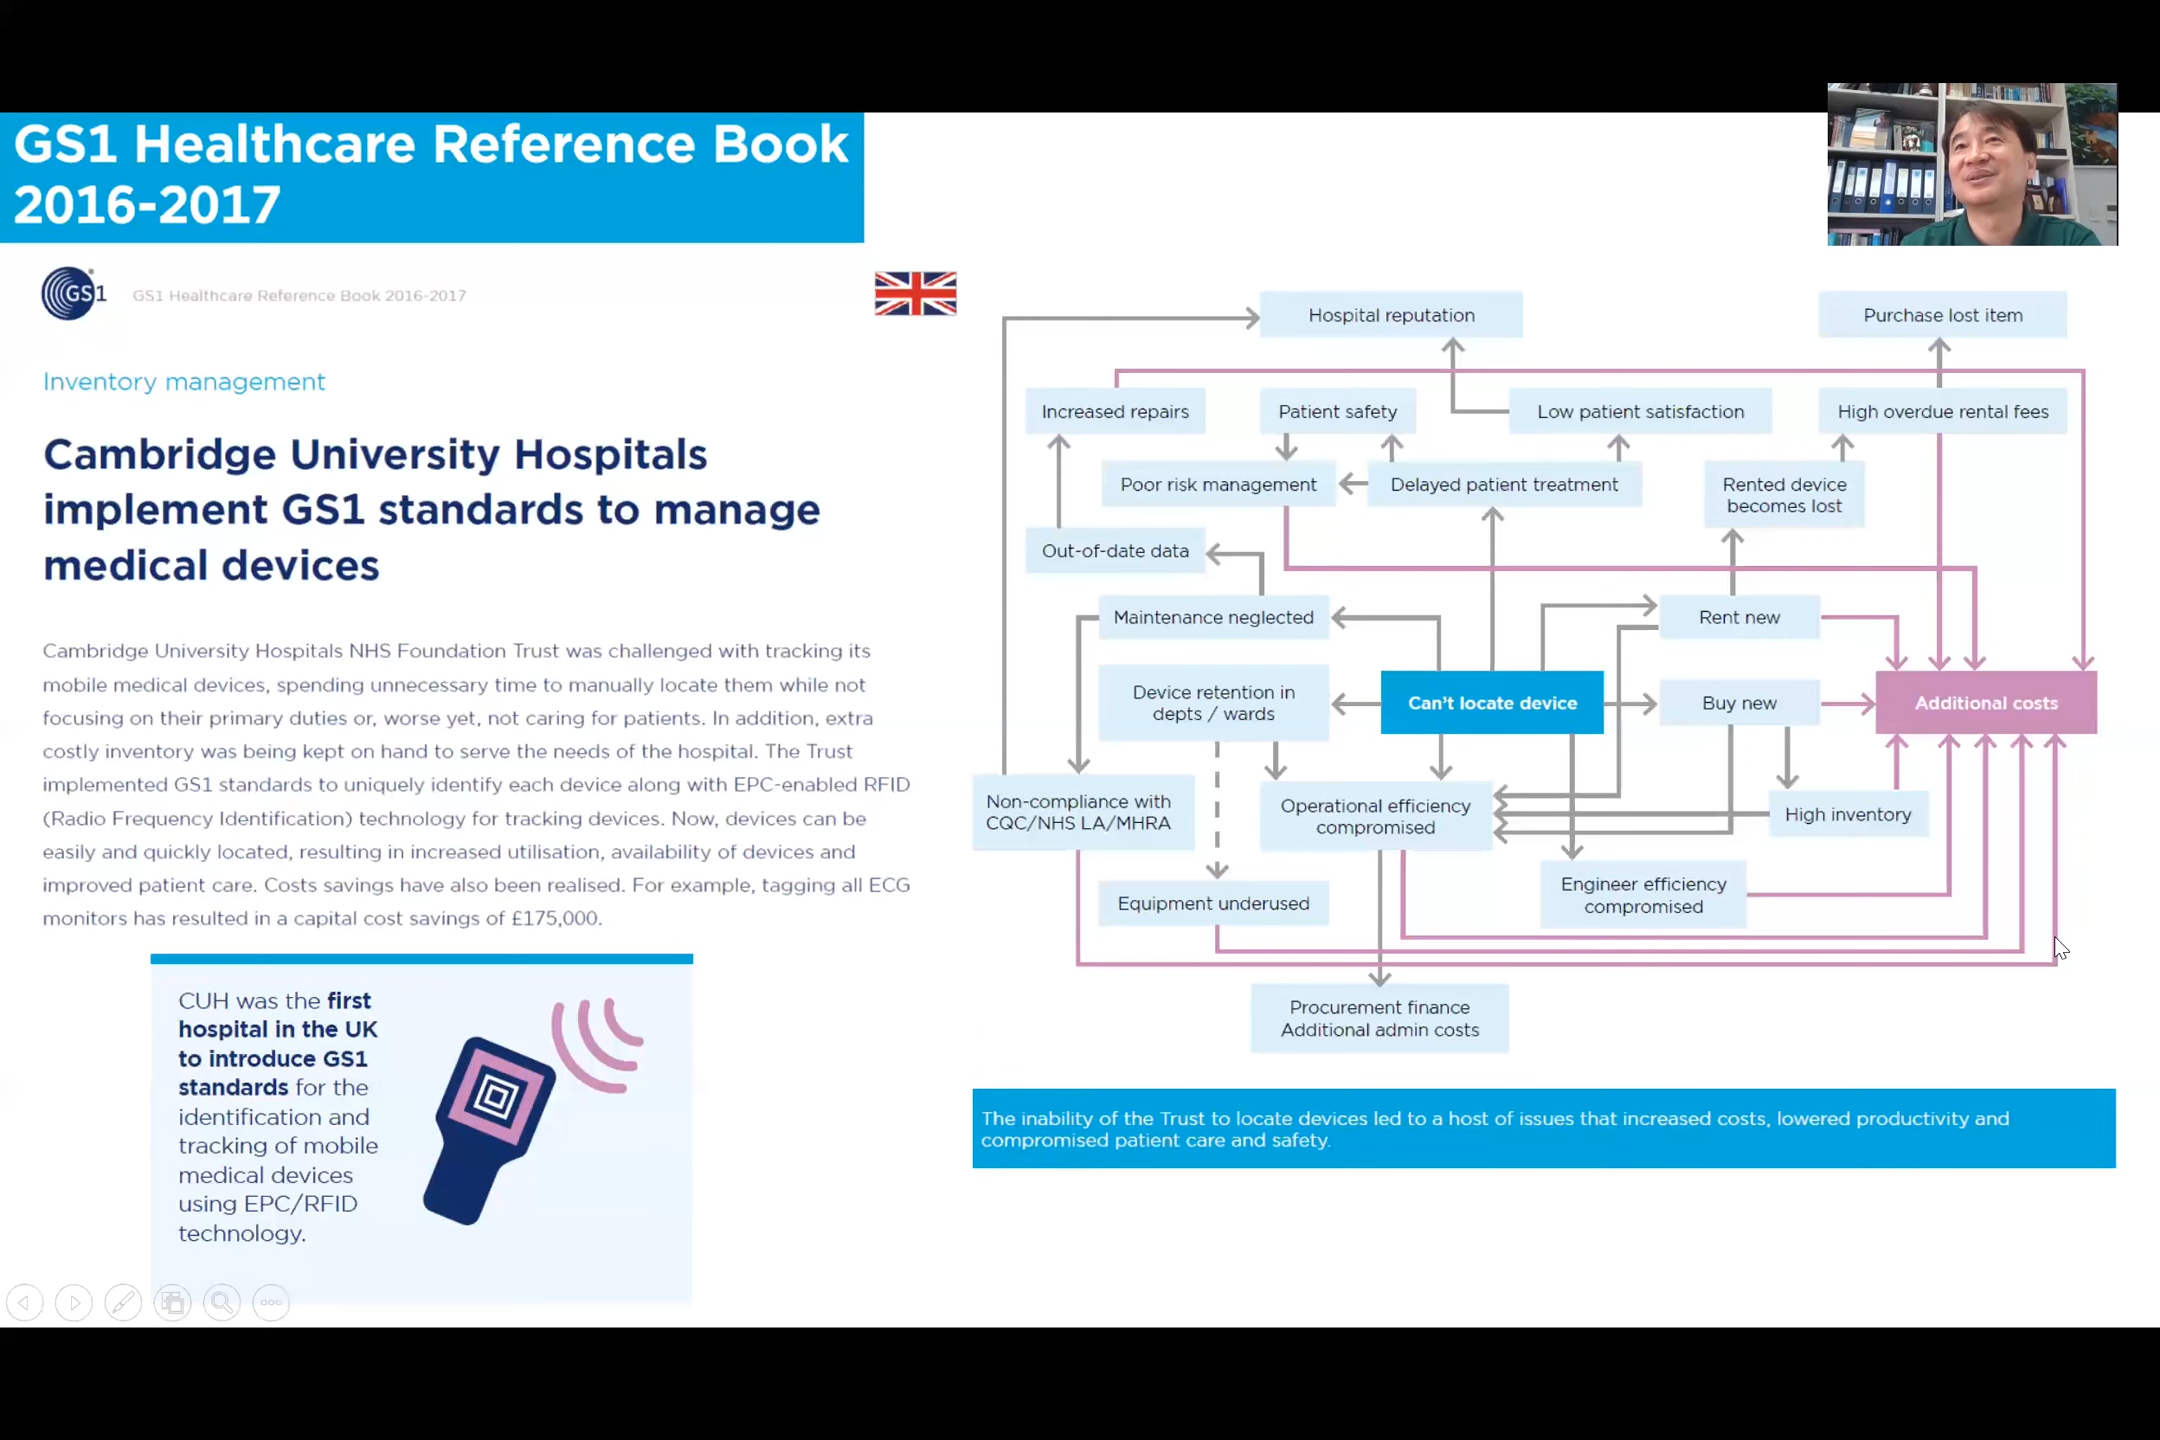 GS1 Healthcare Reference Book
2016-2017
GS1
GS1 Healthcare Reference Book 2016-2017
Inventory management
Cambridge University Hospitals
implement GS1 standards to manage
medical devices
Cambridge University Hospitals NHS Foundation Trust was challenged with tracking its
mobile medical devices, spending unnecessary time to manually locate them while not
focusing on their primary duties or, worse yet, not caring for patients. In addition, extra
costly inventory was being kept on hand to serve the needs of the hospital. The Trust
implemented GS1 standards to uniquely identify each device along with EPC-enabled RFID
(Radio Frequency Identification) technology for tracking devices. Now, devices can be
easily and quickly located, resulting in increased utilisation, availability of devices and
improved patient care. Costs savings have also been realised. For example, tagging all ECG
monitors has resulted in a capital cost savings of £175,000.
CUH was the first
hospital in the UK
to introduce GS1
standards for the
identification and
tracking of mobile
medical devices
using EPC/RFID
technology.
Hospital reputation
Purchase lost item
Increased repairs
Patient safety
Low patient satisfaction
High overdue rental fees
Poor risk management
Delayed patient treatment
Rented device
becomes lost
Out-of-date data
Maintenance neglected
Rent new
Device retention in
depts / wards
Can't locate device
Buy new
Additional costs
Non-compliance with
CQC/NHS LA/MHRA
Operational efficiency
compromised
High inventory
Engineer efficiency
compromised
Equipment underused
Procurement finance
Additional admin costs
The inability of the Trust to locate devices led to a host of issues that increased costs, lowered productivity and
compromised patient care and safety.